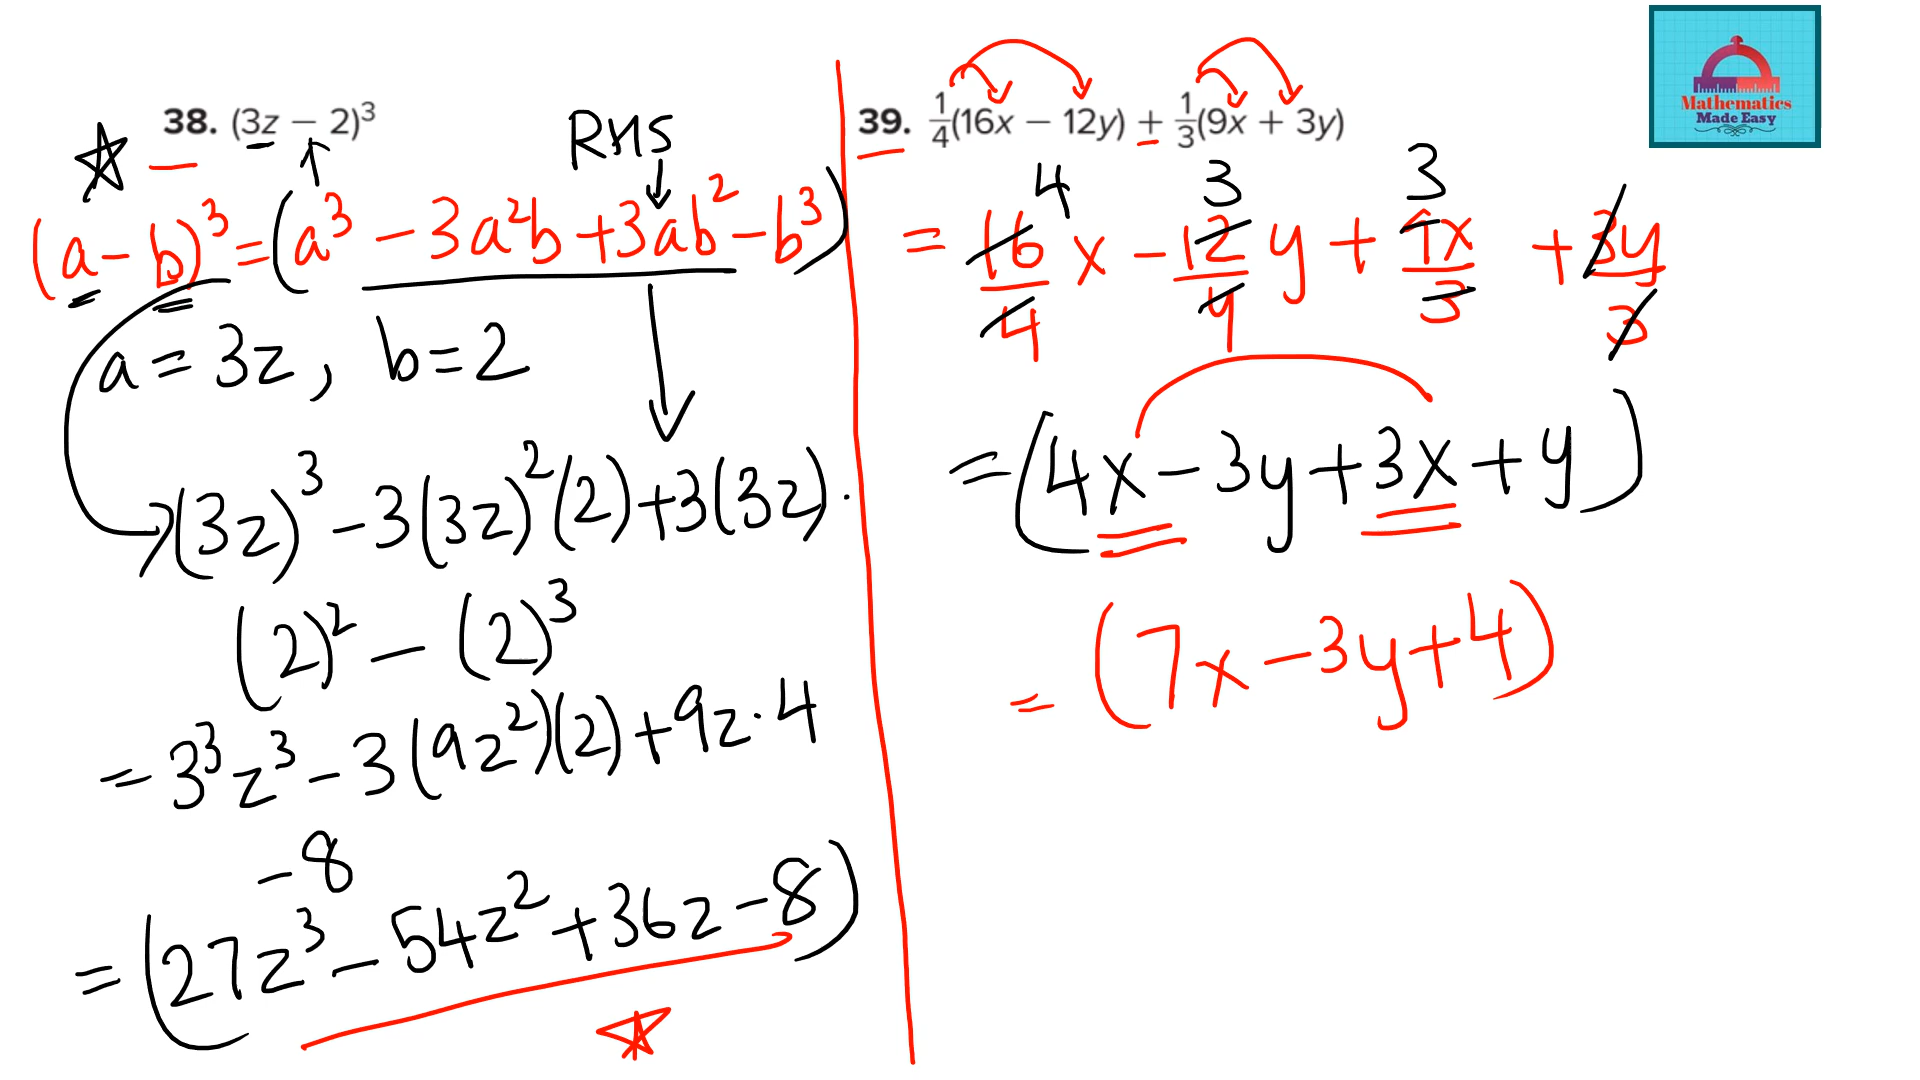 38. (3z − 2)³
RHS
(a-b)³=(a³ -3a²b+3ab²-b³)
a=3z, b=2
(3z)³-3(3z)²(2)+3(3z).
(2)²-(2)³
=3³z³-3(9z²)(2)+9z.4
-8
=(27z³-54z²+36z-8)
39. 1/4(16x − 12y) + 1/3(9x + 3y)
4 3 3
=16/4 x-12/4 y+9x/3 +3y/3
=(4x-3y+3x+y)
=(7x-3y+4)
Mathematics
Made Easy